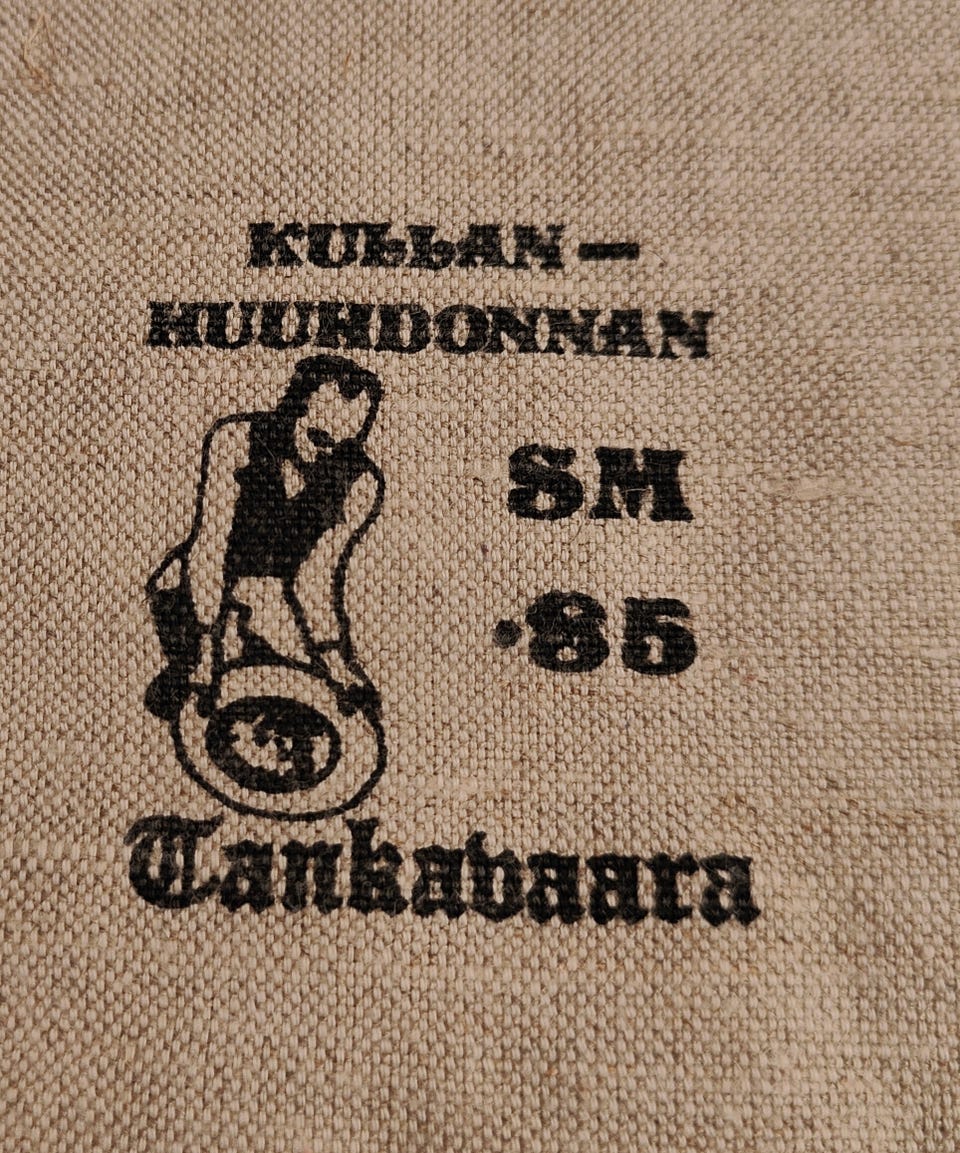 KULLAN-
HUUHDONNAN
SM
·85
Tankavaara